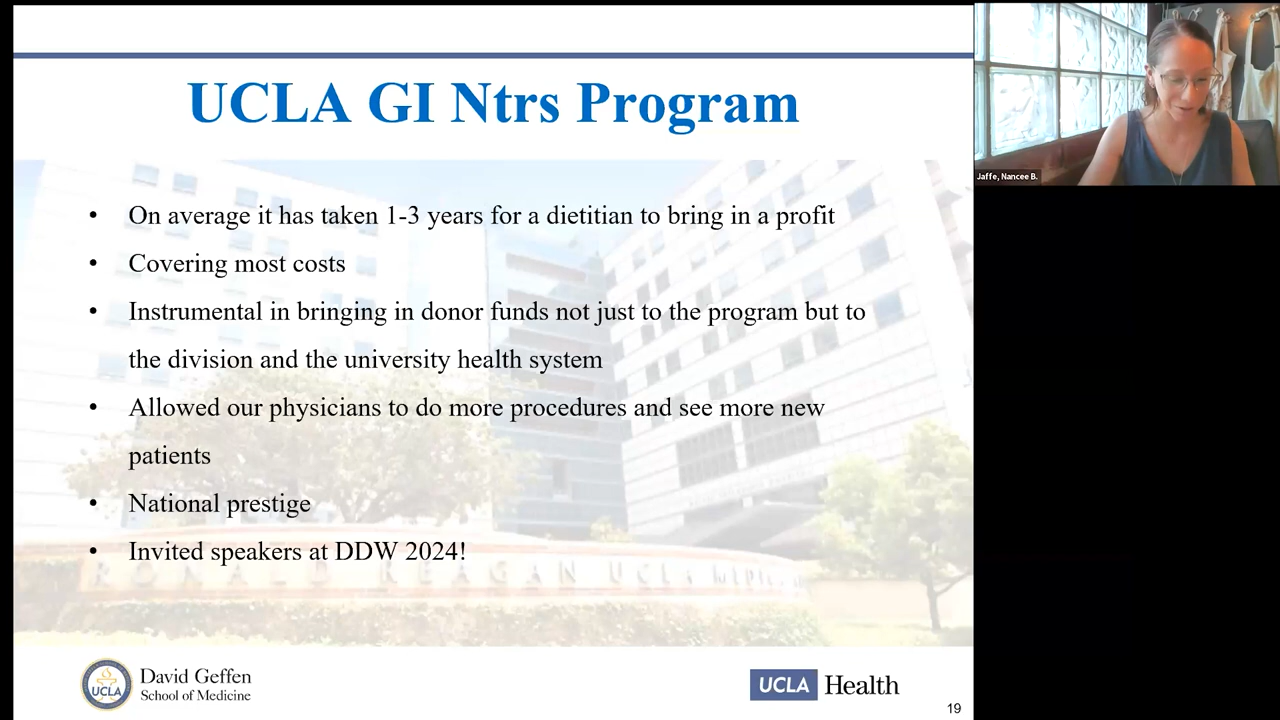 UCLA GI Ntrs Program
• On average it has taken 1-3 years for a dietitian to bring in a profit
• Covering most costs
• Instrumental in bringing in donor funds not just to the program but to
the division and the university health system
• Allowed our physicians to do more procedures and see more new
patients
• National prestige
• Invited speakers at DDW 2024!
RONALD REAGAN UCLA
UCLA
David Geffen
School of Medicine
UCLA Health
19
Jaffe, Nancee B.